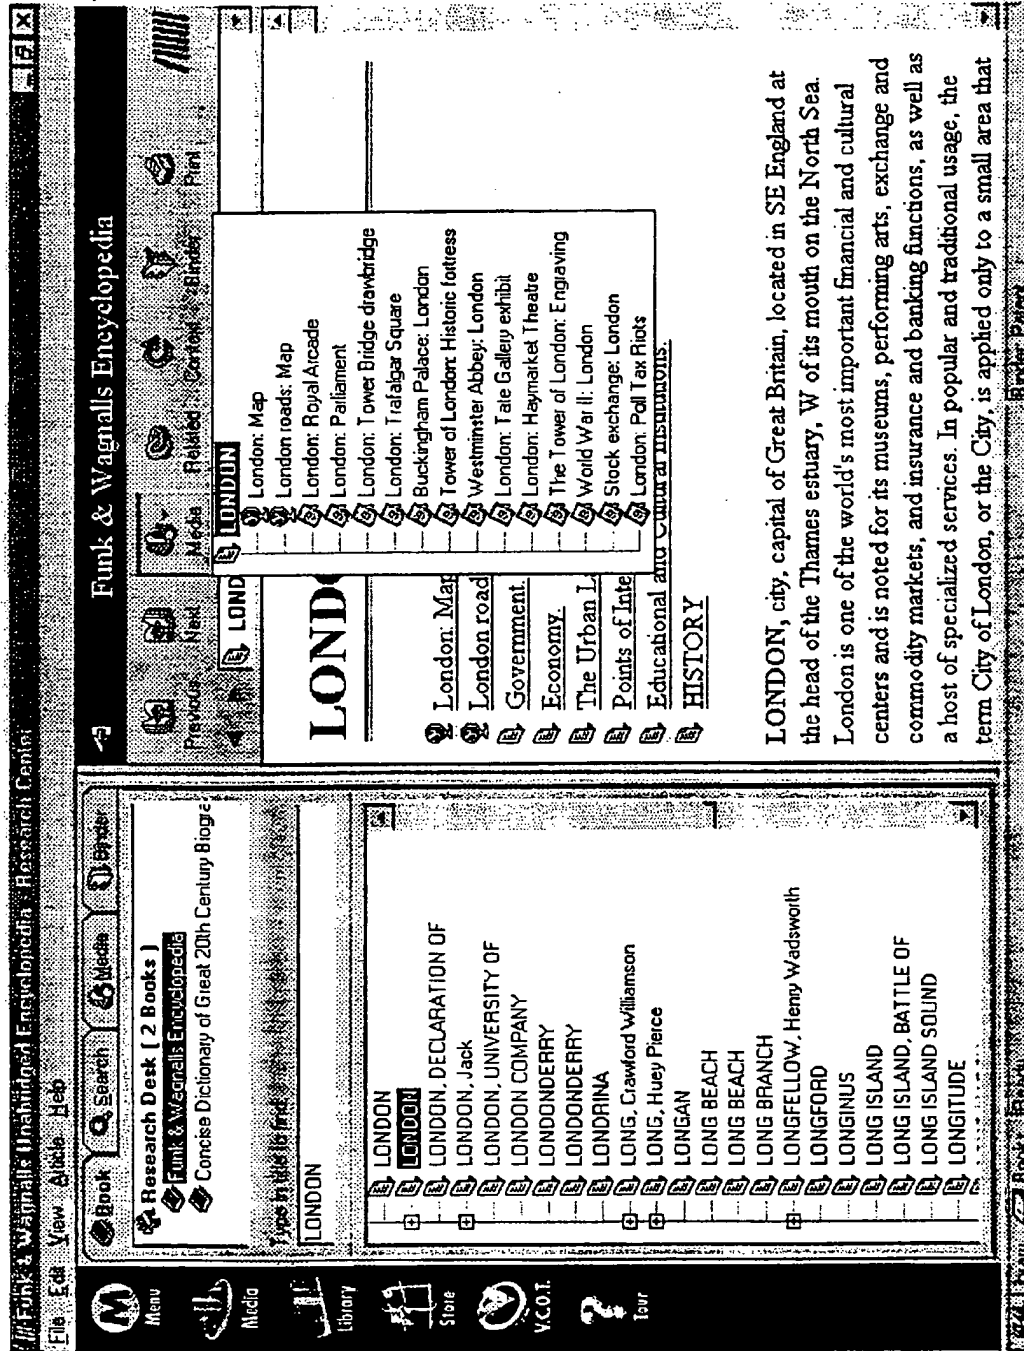 Funk & Wagnalls Unabridged Encyclopedia - Research Center
File Edit View Article Help
Menu
Media
Library
Store
V.C.O.T.
Tour
Book Search Media Binder
Research Desk [ 2 Books ]
Funk & Wagnalls Encyclopedia
Concise Dictionary of Great 20th Century Biogra
Type in title to find:
LONDON
LONDON
LONDON
LONDON, DECLARATION OF
LONDON, Jack
LONDON, UNIVERSITY OF
LONDON COMPANY
LONDONDERRY
LONDONDERRY
LONDRINA
LONG, Crawford Williamson
LONG, Huey Pierce
LONGAN
LONG BEACH
LONG BEACH
LONG BRANCH
LONGFELLOW, Henry Wadsworth
LONGFORD
LONGINUS
LONG ISLAND
LONG ISLAND, BATTLE OF
LONG ISLAND SOUND
LONGITUDE
Funk & Wagnalls Encyclopedia
Previous Next Media Related Context Binder Print
LOND
LONDON
London: Map
London roads: Map
London: Royal Arcade
London: Parliament
London: Tower Bridge drawbridge
London: Trafalgar Square
Buckingham Palace: London
Tower of London: Historic fortress
Westminster Abbey: London
London: Tate Gallery exhibit
London: Haymarket Theatre
The Tower of London: Engraving
World War II: London
Stock exchange: London
London: Poll Tax Riots
LONDO
London: Map
London road
Government.
Economy.
The Urban L
Points of Inte
Educational and Cultural Institutions.
HISTORY
LONDON, city, capital of Great Britain, located in SE England at
the head of the Thames estuary, W of its mouth on the North Sea.
London is one of the world's most important financial and cultural
centers and is noted for its museums, performing arts, exchange and
commodity markets, and insurance and banking functions, as well as
a host of specialized services. In popular and traditional usage, the
term City of London, or the City, is applied only to a small area that